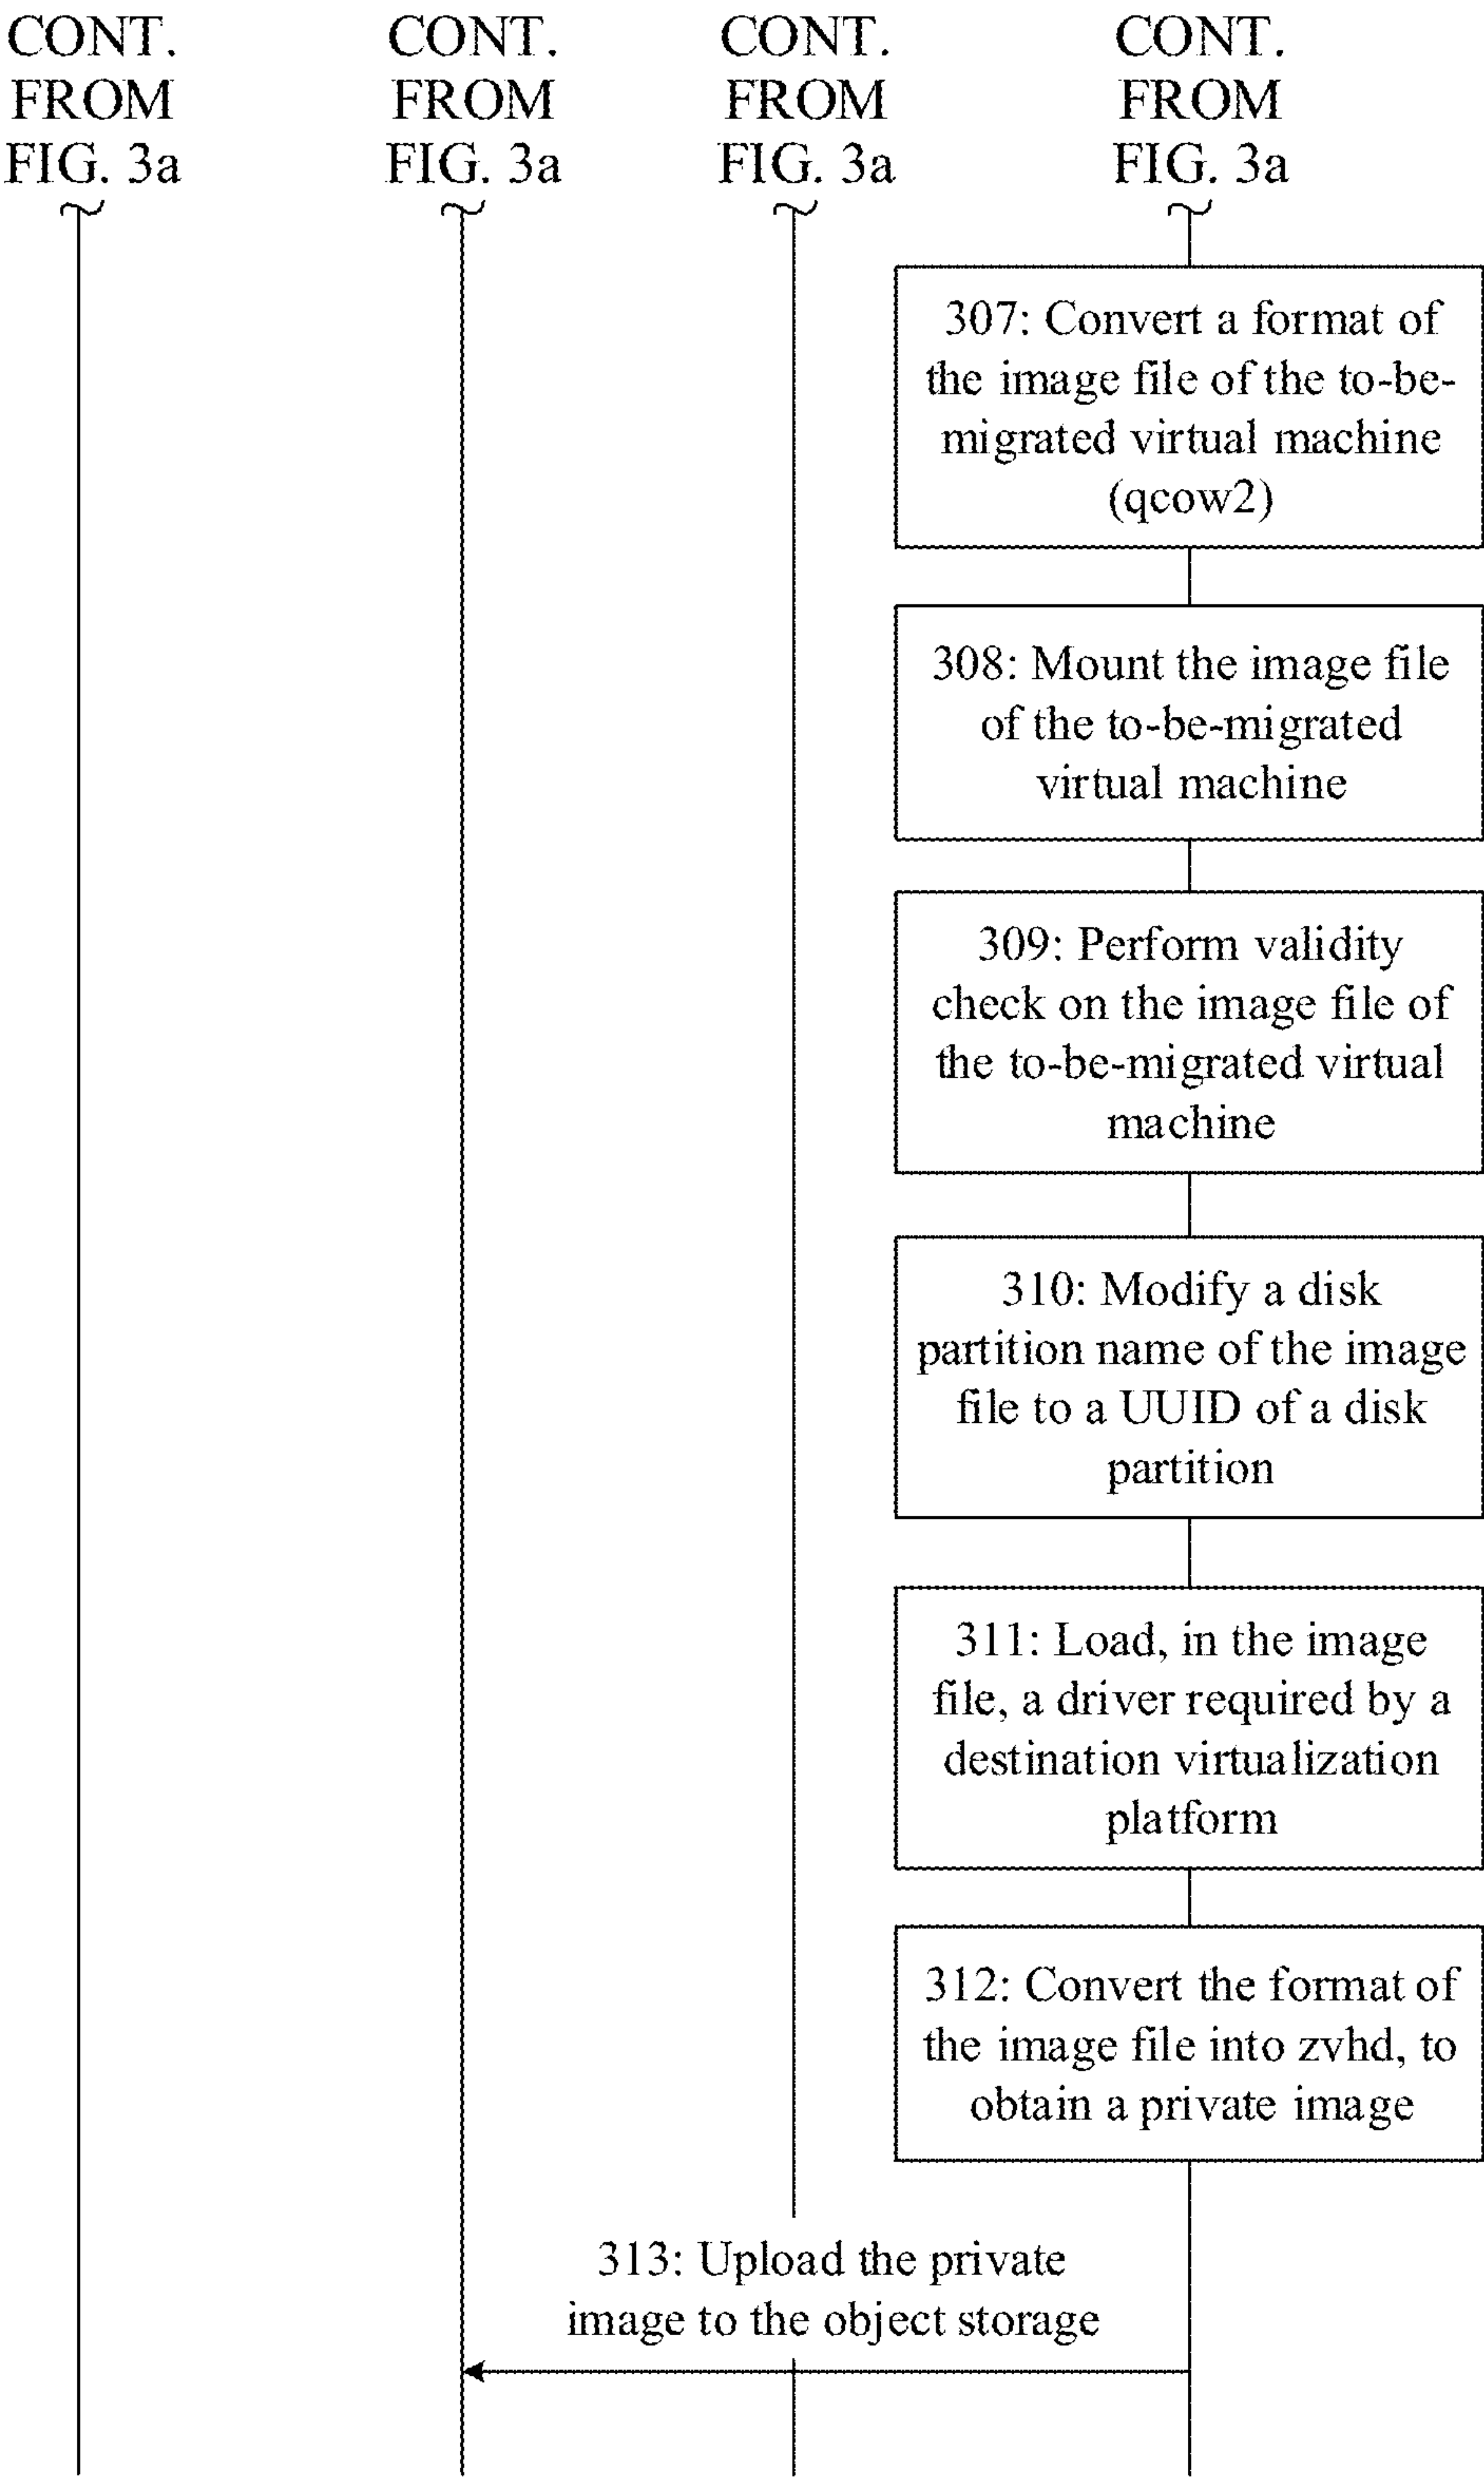 CONT.
FROM
FIG. 3a
CONT.
FROM
FIG. 3a
CONT.
FROM
FIG. 3a
CONT.
FROM
FIG. 3a
307: Convert a format of
the image file of the to-be-
migrated virtual machine
(qcow2)
308: Mount the image file
of the to-be-migrated
virtual machine
309: Perform validity
check on the image file of
the to-be-migrated virtual
machine
310: Modify a disk
partition name of the image
file to a UUID of a disk
partition
311: Load, in the image
file, a driver required by a
destination virtualization
platform
312: Convert the format of
the image file into zvhd, to
obtain a private image
313: Upload the private
image to the object storage